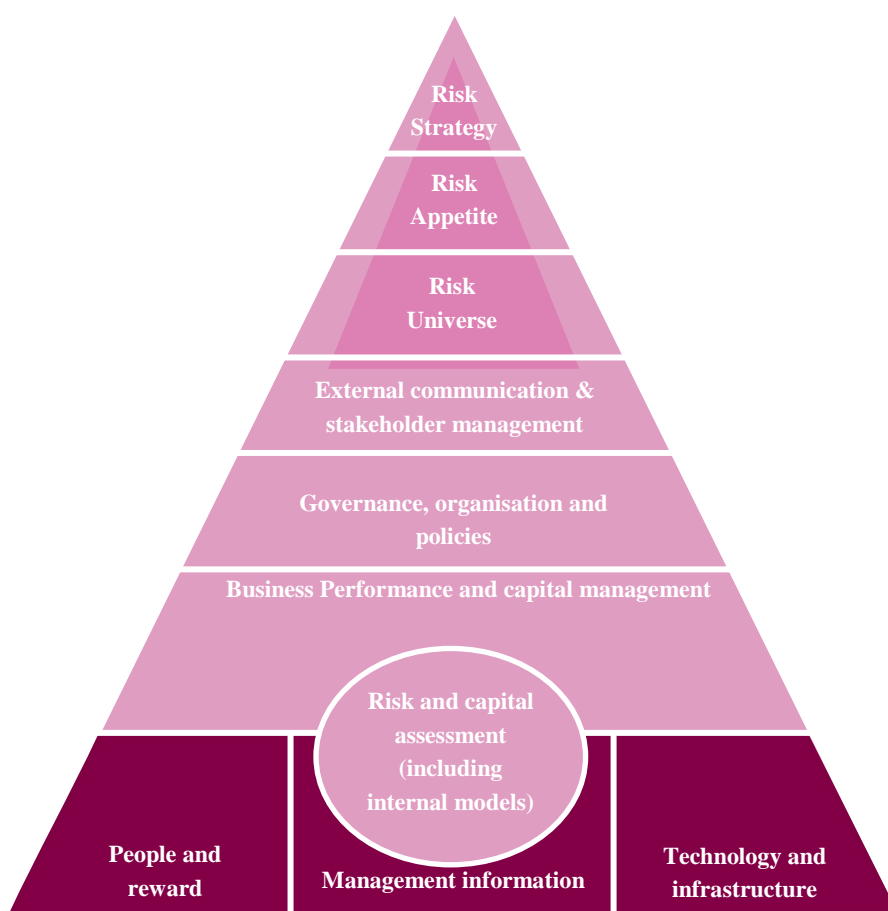 Risk
Strategy
Risk
Appetite
Risk
Universe
External communication &
stakeholder management
Governance, organisation and
policies
Business Performance and capital management
Risk and capital
assessment
(including
internal models)
People and
reward
Management information
Technology and
infrastructure